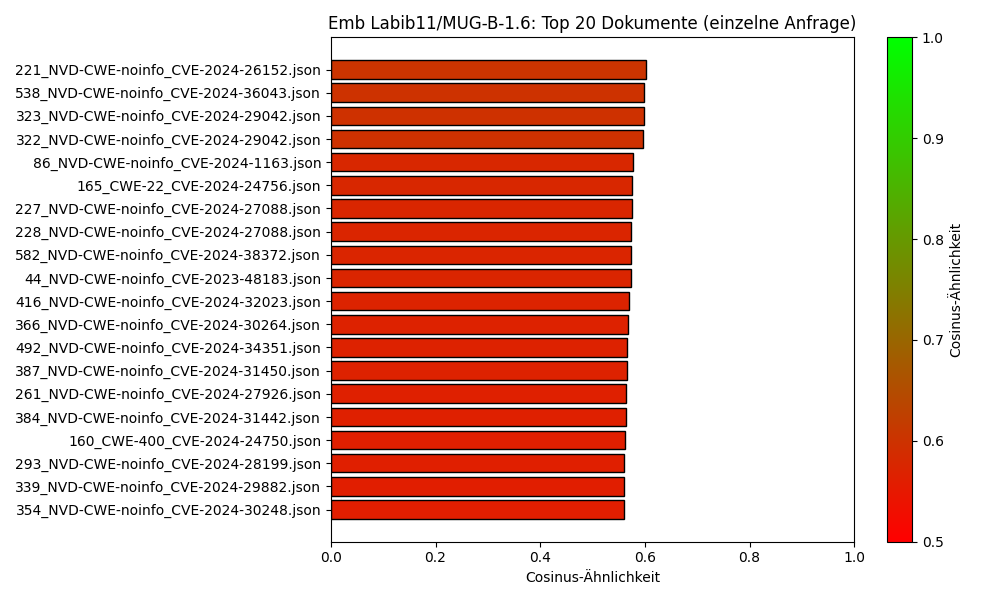 Emb Labib11/MUG-B-1.6: Top 20 Dokumente (einzelne Anfrage)
221_NVD-CWE-noinfo_CVE-2024-26152.json
538_NVD-CWE-noinfo_CVE-2024-36043.json
323_NVD-CWE-noinfo_CVE-2024-29042.json
322_NVD-CWE-noinfo_CVE-2024-29042.json
86_NVD-CWE-noinfo_CVE-2024-1163.json
165_CWE-22_CVE-2024-24756.json
227_NVD-CWE-noinfo_CVE-2024-27088.json
228_NVD-CWE-noinfo_CVE-2024-27088.json
582_NVD-CWE-noinfo_CVE-2024-38372.json
44_NVD-CWE-noinfo_CVE-2023-48183.json
416_NVD-CWE-noinfo_CVE-2024-32023.json
366_NVD-CWE-noinfo_CVE-2024-30264.json
492_NVD-CWE-noinfo_CVE-2024-34351.json
387_NVD-CWE-noinfo_CVE-2024-31450.json
261_NVD-CWE-noinfo_CVE-2024-27926.json
384_NVD-CWE-noinfo_CVE-2024-31442.json
160_CWE-400_CVE-2024-24750.json
293_NVD-CWE-noinfo_CVE-2024-28199.json
339_NVD-CWE-noinfo_CVE-2024-29882.json
354_NVD-CWE-noinfo_CVE-2024-30248.json
0.0 0.2 0.4 0.6 0.8 1.0
Cosinus-Ähnlichkeit
1.0
0.9
0.8
0.7
0.6
0.5
Cosinus-Ähnlichkeit